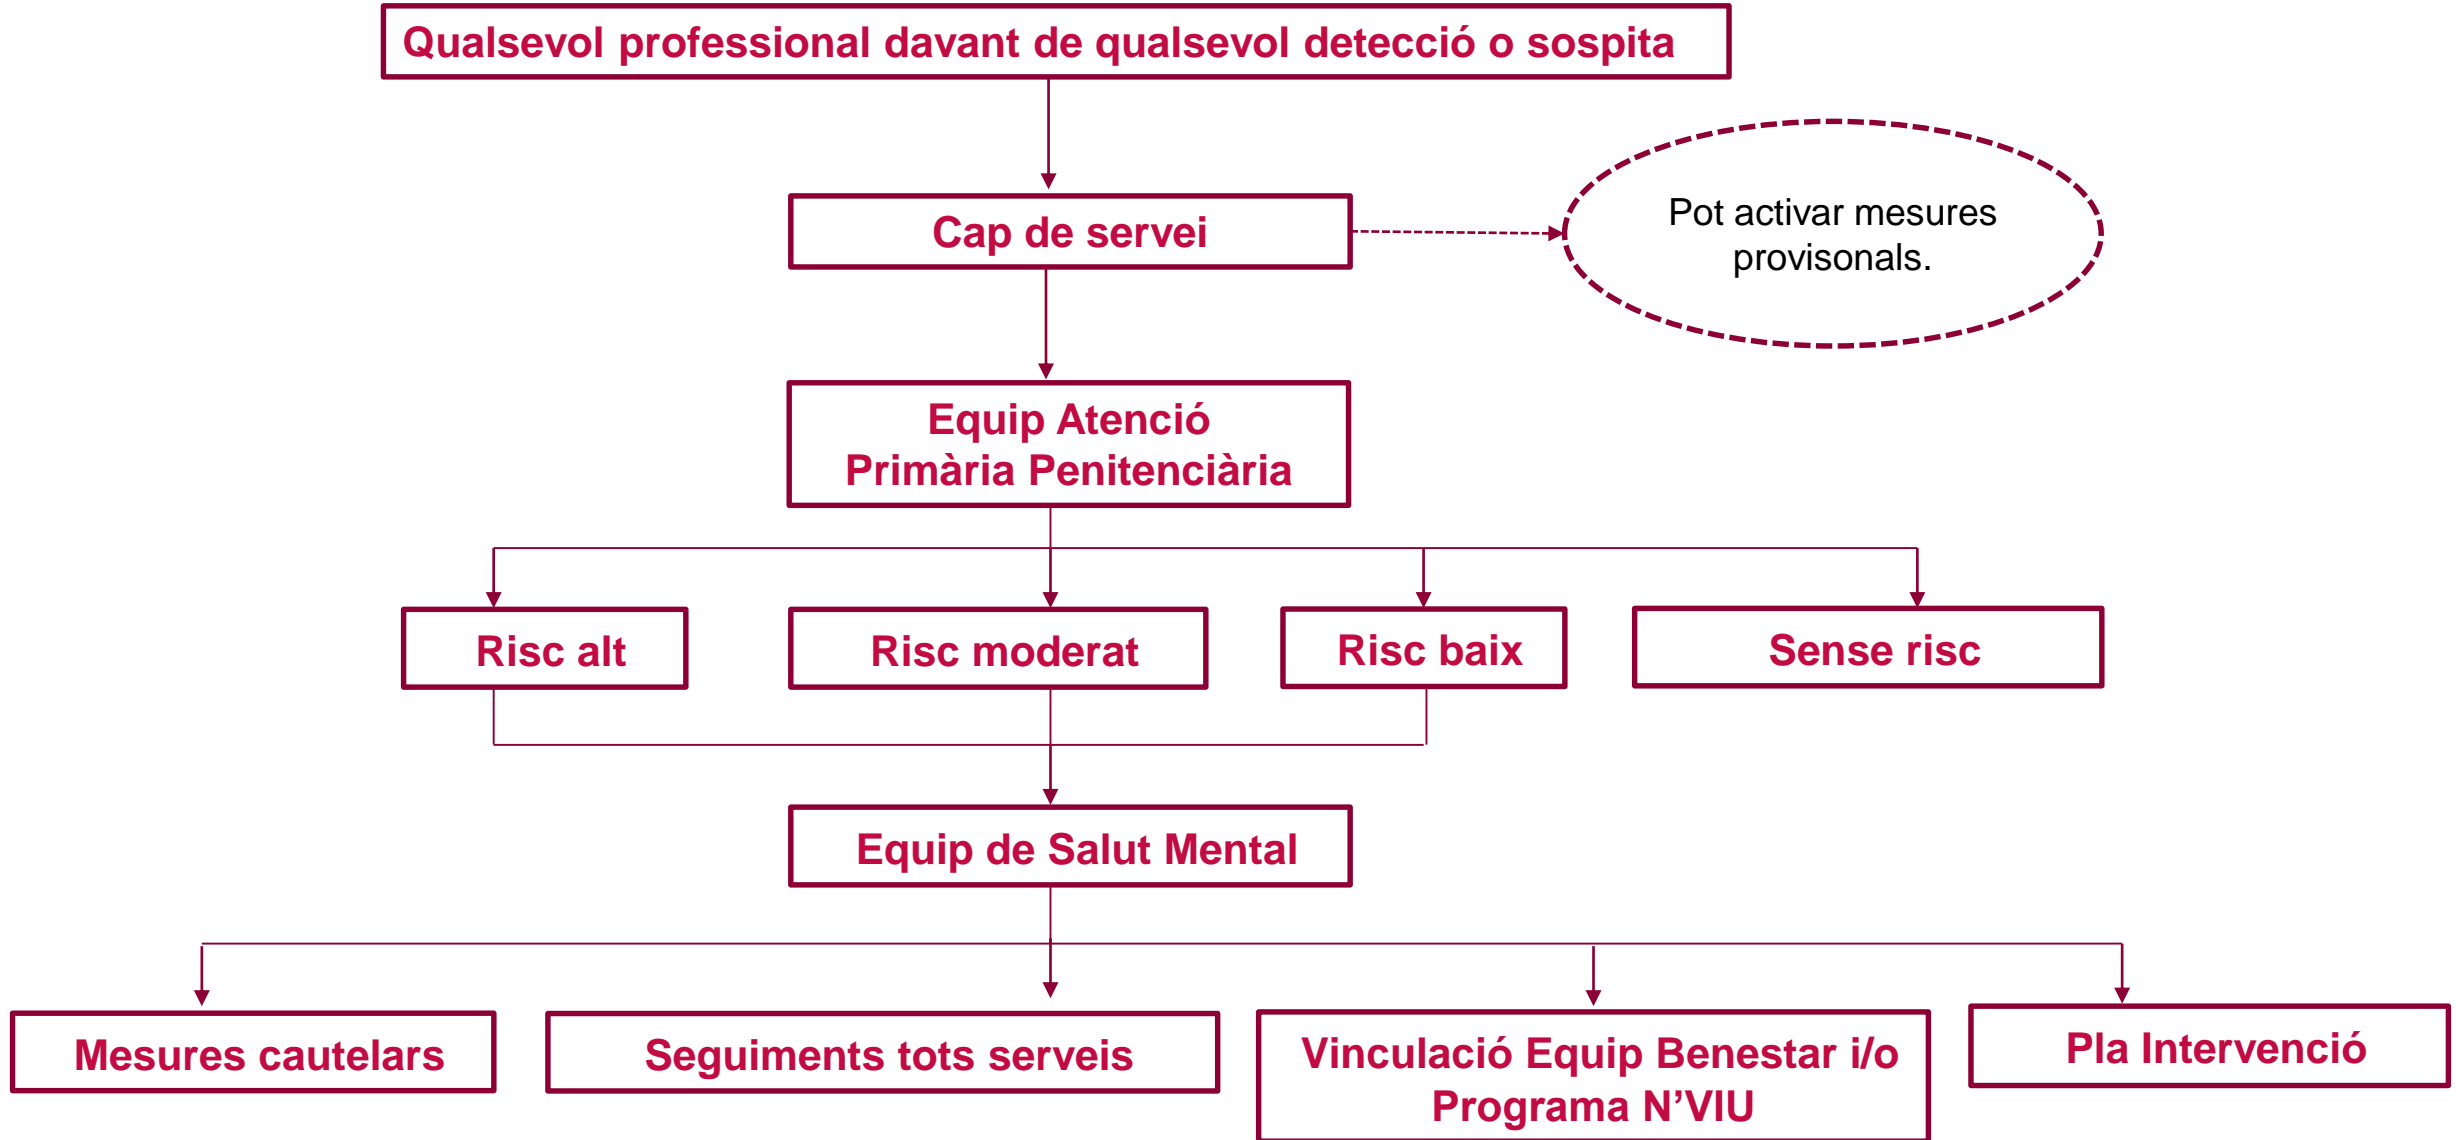 Qualsevol professional davant de qualsevol detecció o sospita
Cap de servei
Pot activar mesures
provisonals.
Equip Atenció
Primària Penitenciària
Risc alt
Risc moderat
Risc baix
Sense risc
Equip de Salut Mental
Mesures cautelars
Seguiments tots serveis
Vinculació Equip Benestar i/o
Programa N’VIU
Pla Intervenció